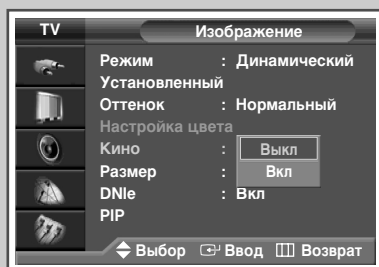 TV
Изображение
Режим : Динамический
Установленный
Оттенок : Нормальный
Настройка цвета
Кино : Выкл
Размер : Вкл
DNIe : Вкл
PIP
Выбор Ввод Возврат